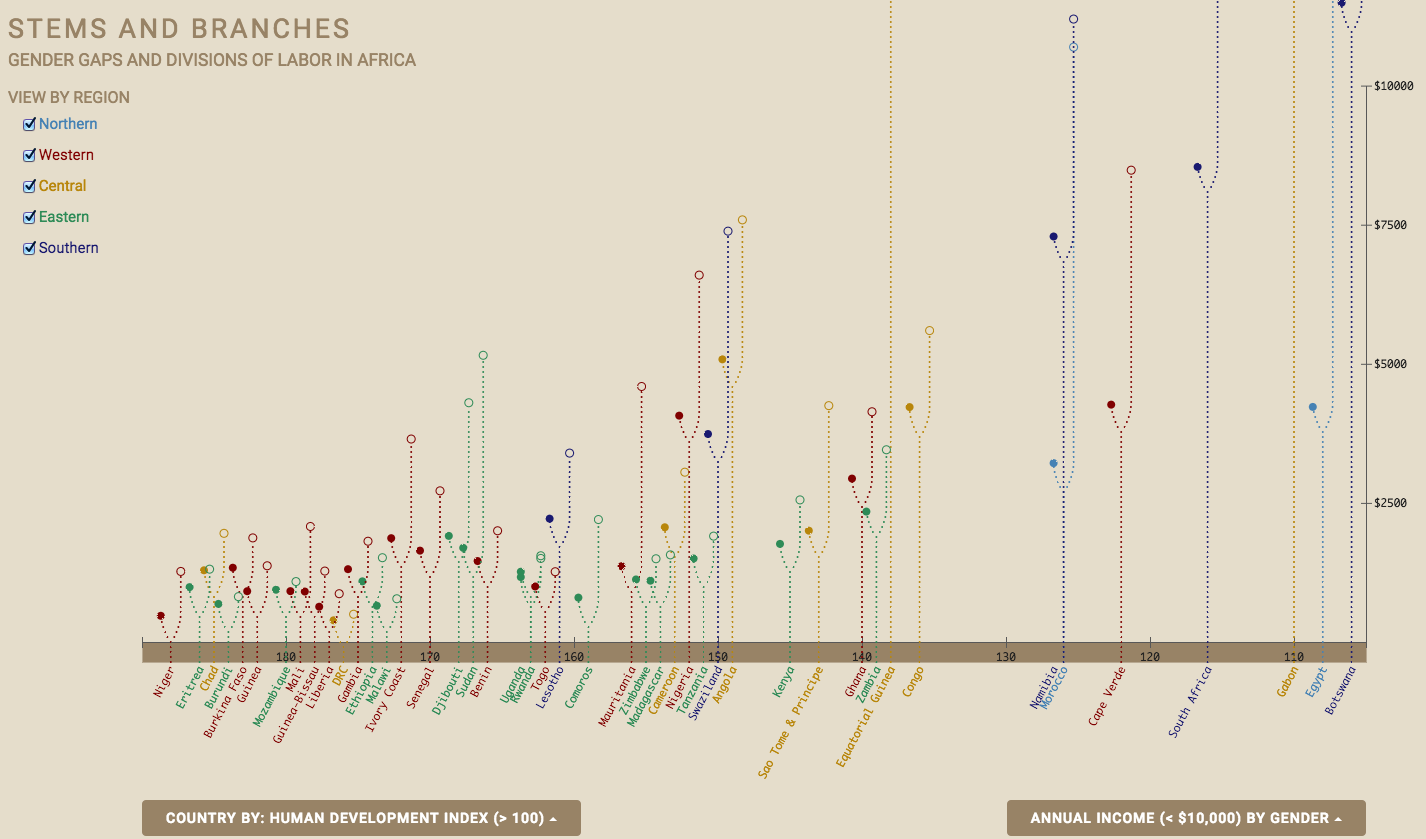 STEMS AND BRANCHES
GENDER GAPS AND DIVISIONS OF LABOR IN AFRICA
VIEW BY REGION
Northern
Western
Central
Eastern
Southern
$10000
$7500
$5000
$2500
180
170
160
150
140
130
120
110
Niger
Eritrea
Chad
Burundi
Burkina Faso
Guinea
Mozambique
Mali
Guinea-Bissau
Liberia
DRC
Gambia
Ethiopia
Malawi
Ivory Coast
Senegal
Djibouti
Sudan
Benin
Uganda
Rwanda
Togo
Lesotho
Comoros
Mauritania
Zimbabwe
Madagascar
Cameroon
Nigeria
Tanzania
Swaziland
Angola
Kenya
Sao Tome & Principe
Ghana
Zambia
Equatorial Guinea
Congo
Namibia
Morocco
Cape Verde
South Africa
Gabon
Egypt
Botswana
COUNTRY BY: HUMAN DEVELOPMENT INDEX (> 100)
ANNUAL INCOME (< $10,000) BY GENDER